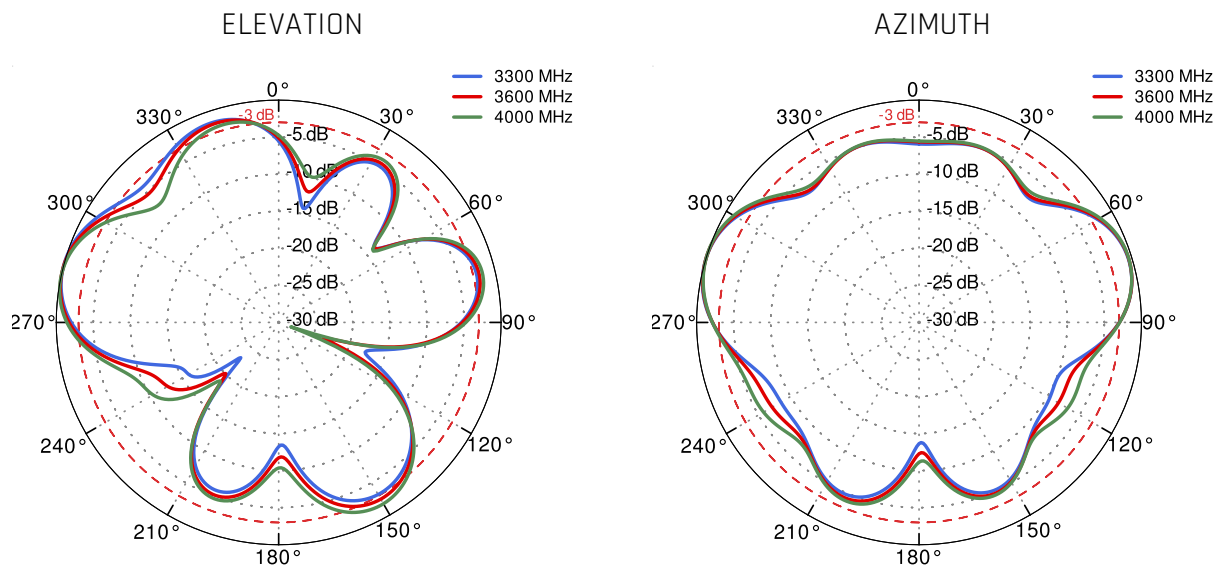 ELEVATION
3300 MHz
3600 MHz
4000 MHz
0°
30°
60°
90°
120°
150°
180°
210°
240°
270°
300°
330°
-3 dB
-5 dB
-10 dB
-15 dB
-20 dB
-25 dB
-30 dB
AZIMUTH
3300 MHz
3600 MHz
4000 MHz
0°
30°
60°
90°
120°
150°
180°
210°
240°
270°
300°
330°
-3 dB
-5 dB
-10 dB
-15 dB
-20 dB
-25 dB
-30 dB